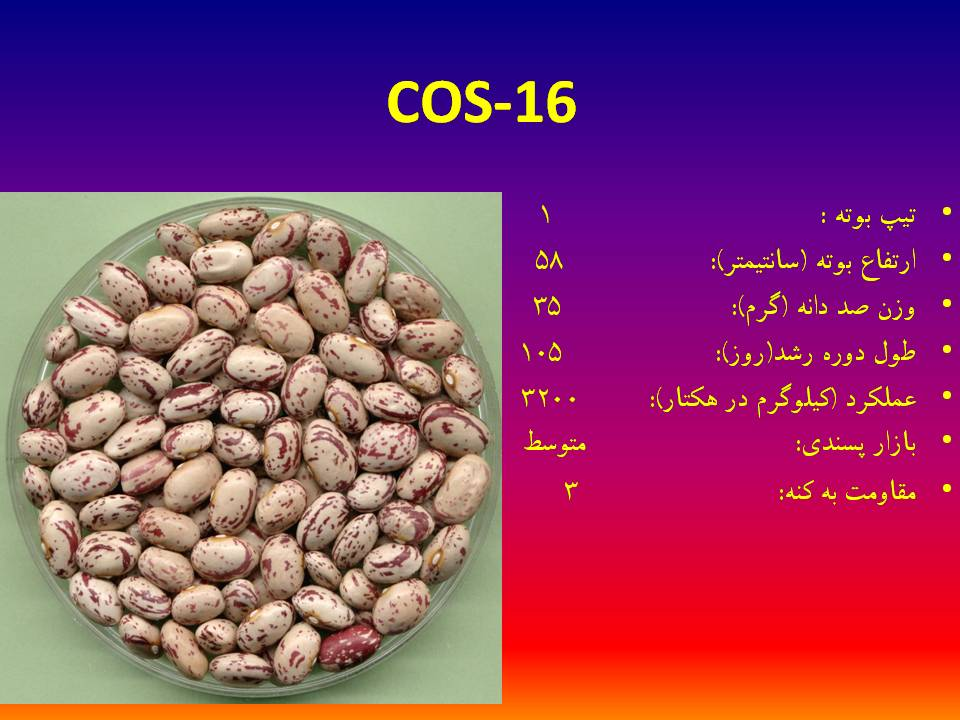 COS-16
• تیپ بوته : ۱
• ارتفاع بوته (سانتیمتر): ۵۸
• وزن صد دانه (گرم): ۳۵
• طول دوره رشد(روز): ۱۰۵
• عملکرد (کیلوگرم در هکتار): ۳۲۰۰
• بازار پسندی: متوسط
• مقاومت به کنه: ۳